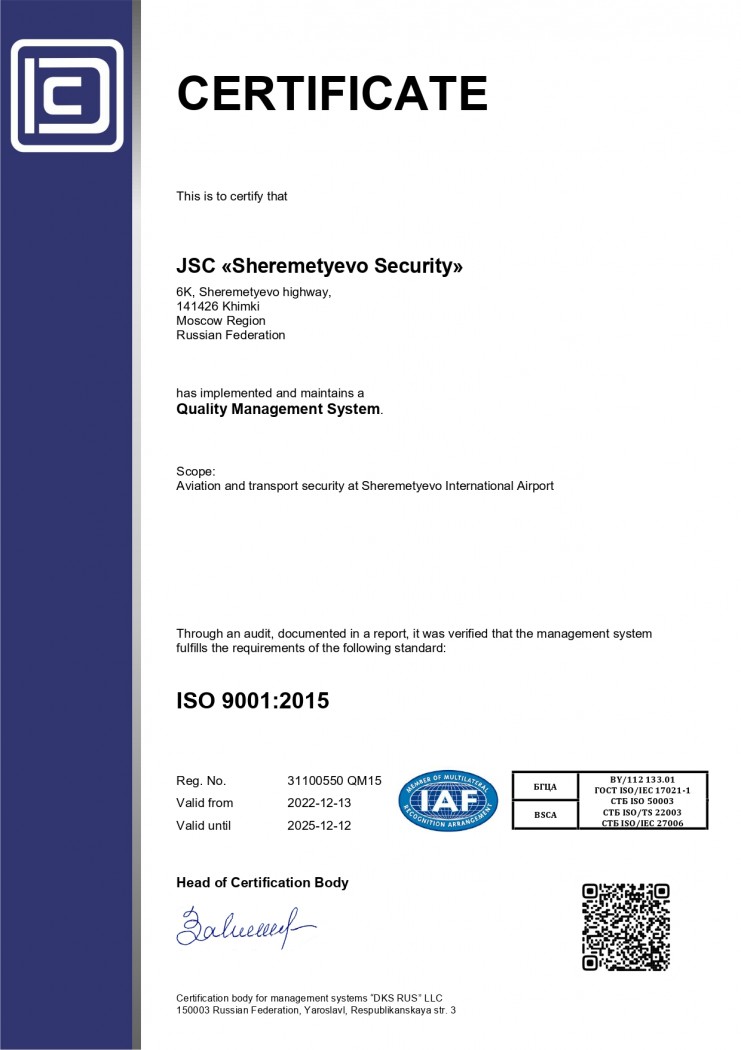 CERTIFICATE
This is to certify that
JSC «Sheremetyevo Security»
6K, Sheremetyevo highway,
141426 Khimki
Moscow Region
Russian Federation
has implemented and maintains a
Quality Management System.
Scope:
Aviation and transport security at Sheremetyevo International Airport
Through an audit, documented in a report, it was verified that the management system
fulfills the requirements of the following standard:
ISO 9001:2015
Reg. No. 31100550 QM15
Valid from 2022-12-13
Valid until 2025-12-12
MEMBER OF MULTILATERAL
IAF
RECOGNITION ARRANGEMENT
БГЦА
BSCA
BY/112 133.01
ГОСТ ISO/IEC 17021-1
СТБ ISO 50003
СТБ ISO/TS 22003
СТБ ISO/IEC 27006
Head of Certification Body
Certification body for management systems "DKS RUS" LLC
150003 Russian Federation, Yaroslavl, Respublikanskaya str. 3